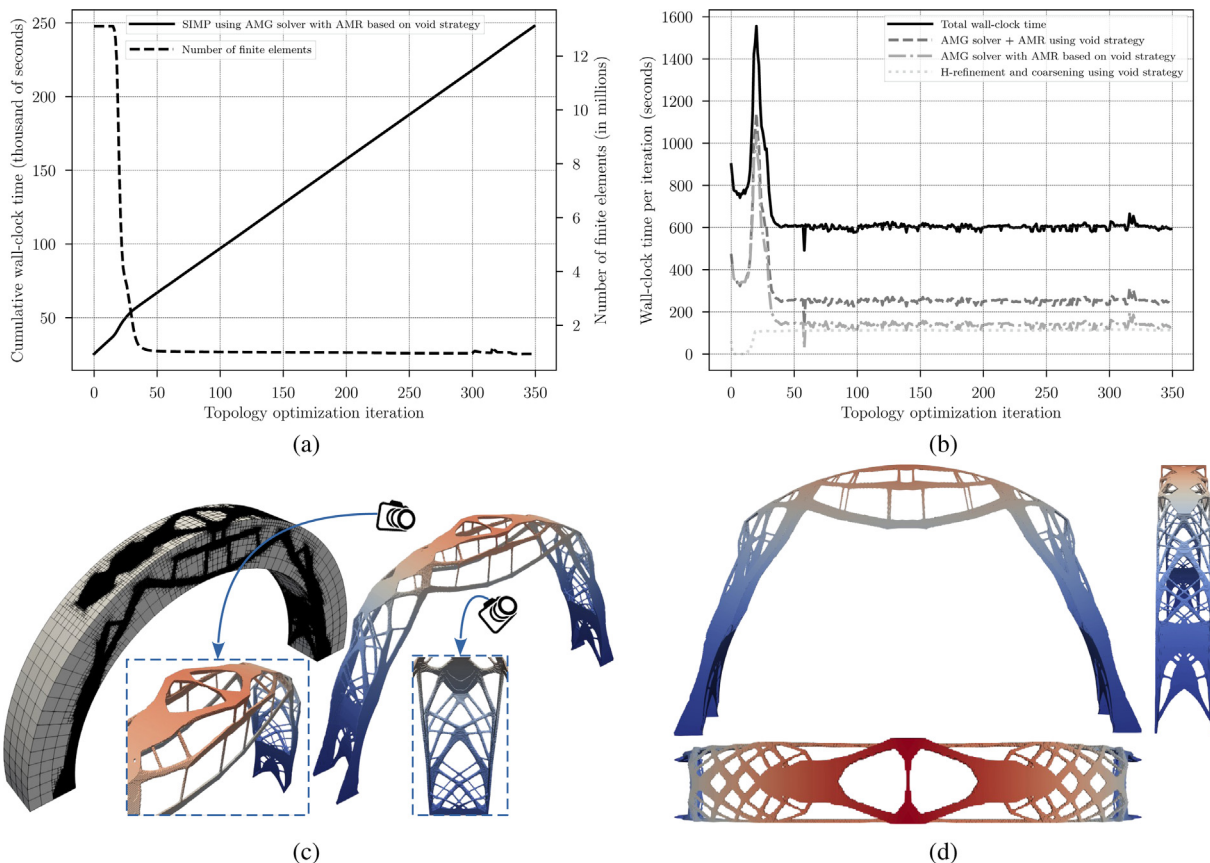 SIMP using AMG solver with AMR based on void strategy
Number of finite elements
Cumulative wall-clock time (thousand of seconds)
250
200
150
100
50
Number of finite elements (in millions)
12
10
8
6
4
2
0 50 100 150 200 250 300 350
Topology optimization iteration
(a)
Total wall-clock time
AMG solver + AMR using void strategy
AMG solver with AMR based on void strategy
H-refinement and coarsening using void strategy
Wall-clock time per iteration (seconds)
1600
1400
1200
1000
800
600
400
200
0
0 50 100 150 200 250 300 350
Topology optimization iteration
(b)
(c)
(d)